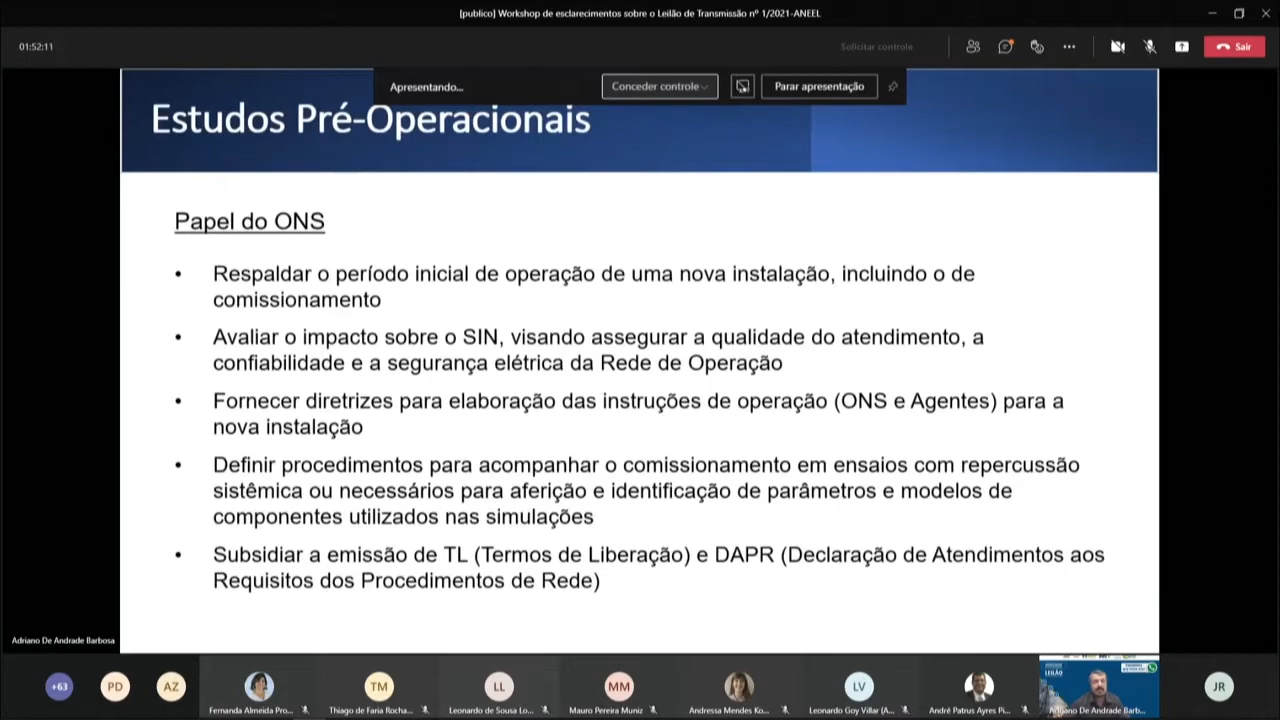 [publico] Workshop de esclarecimentos sobre o Leilão de Transmissão nº 1/2021-ANEEL
01:52:11
Solicitar controle
Sair
Apresentando...
Conceder controle
Parar apresentação
Estudos Pré-Operacionais
Papel do ONS
• Respaldar o período inicial de operação de uma nova instalação, incluindo o de
comissionamento
• Avaliar o impacto sobre o SIN, visando assegurar a qualidade do atendimento, a
confiabilidade e a segurança elétrica da Rede de Operação
• Fornecer diretrizes para elaboração das instruções de operação (ONS e Agentes) para a
nova instalação
• Definir procedimentos para acompanhar o comissionamento em ensaios com repercussão
sistêmica ou necessários para aferição e identificação de parâmetros e modelos de
componentes utilizados nas simulações
• Subsidiar a emissão de TL (Termos de Liberação) e DAPR (Declaração de Atendimentos aos
Requisitos dos Procedimentos de Rede)
Adriano De Andrade Barbosa
+63
PD
AZ
Fernanda Almeida Pro...
TM
Thiago de Faria Rocha...
LL
Leonardo de Sousa Lo...
MM
Mauro Pereira Muniz
Andressa Mendes Ko...
LV
Leonardo Goy Villar (A...
André Patrus Ayres Pi...
LEILÃO
Adriano De Andrade Barb...
JR